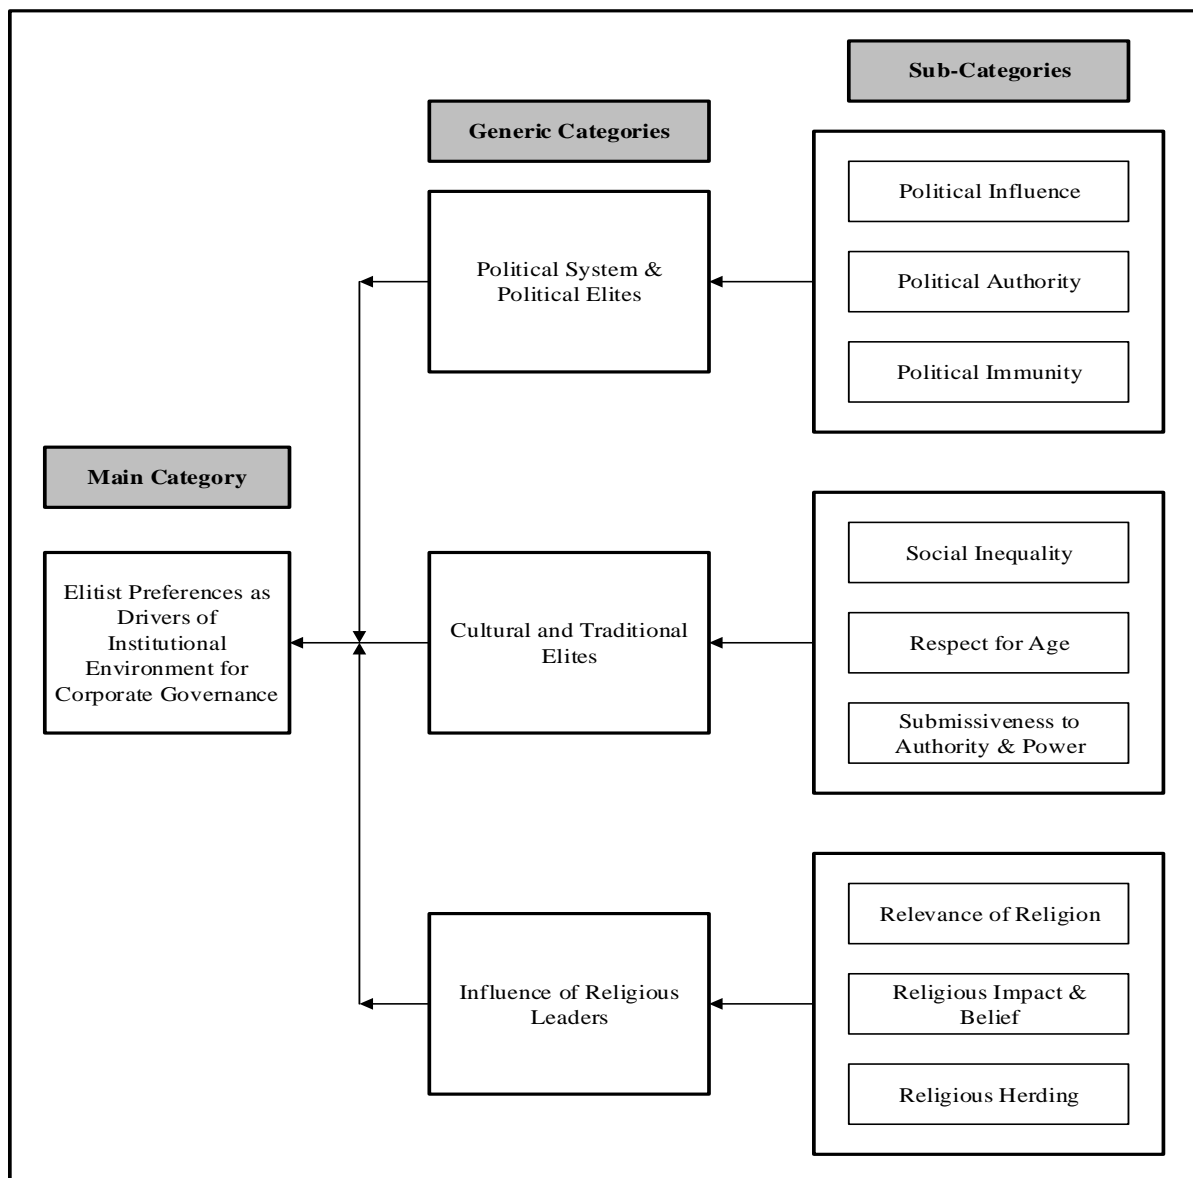 Sub-Categories
Generic Categories
Political Influence
Political System &
Political Elites
Political Authority
Political Immunity
Main Category
Social Inequality
Elitist Preferences as
Drivers of
Institutional
Environment for
Corporate Governance
Cultural and Traditional
Elites
Respect for Age
Submissiveness to
Authority & Power
Relevance of Religion
Influence of Religious
Leaders
Religious Impact &
Belief
Religious Herding